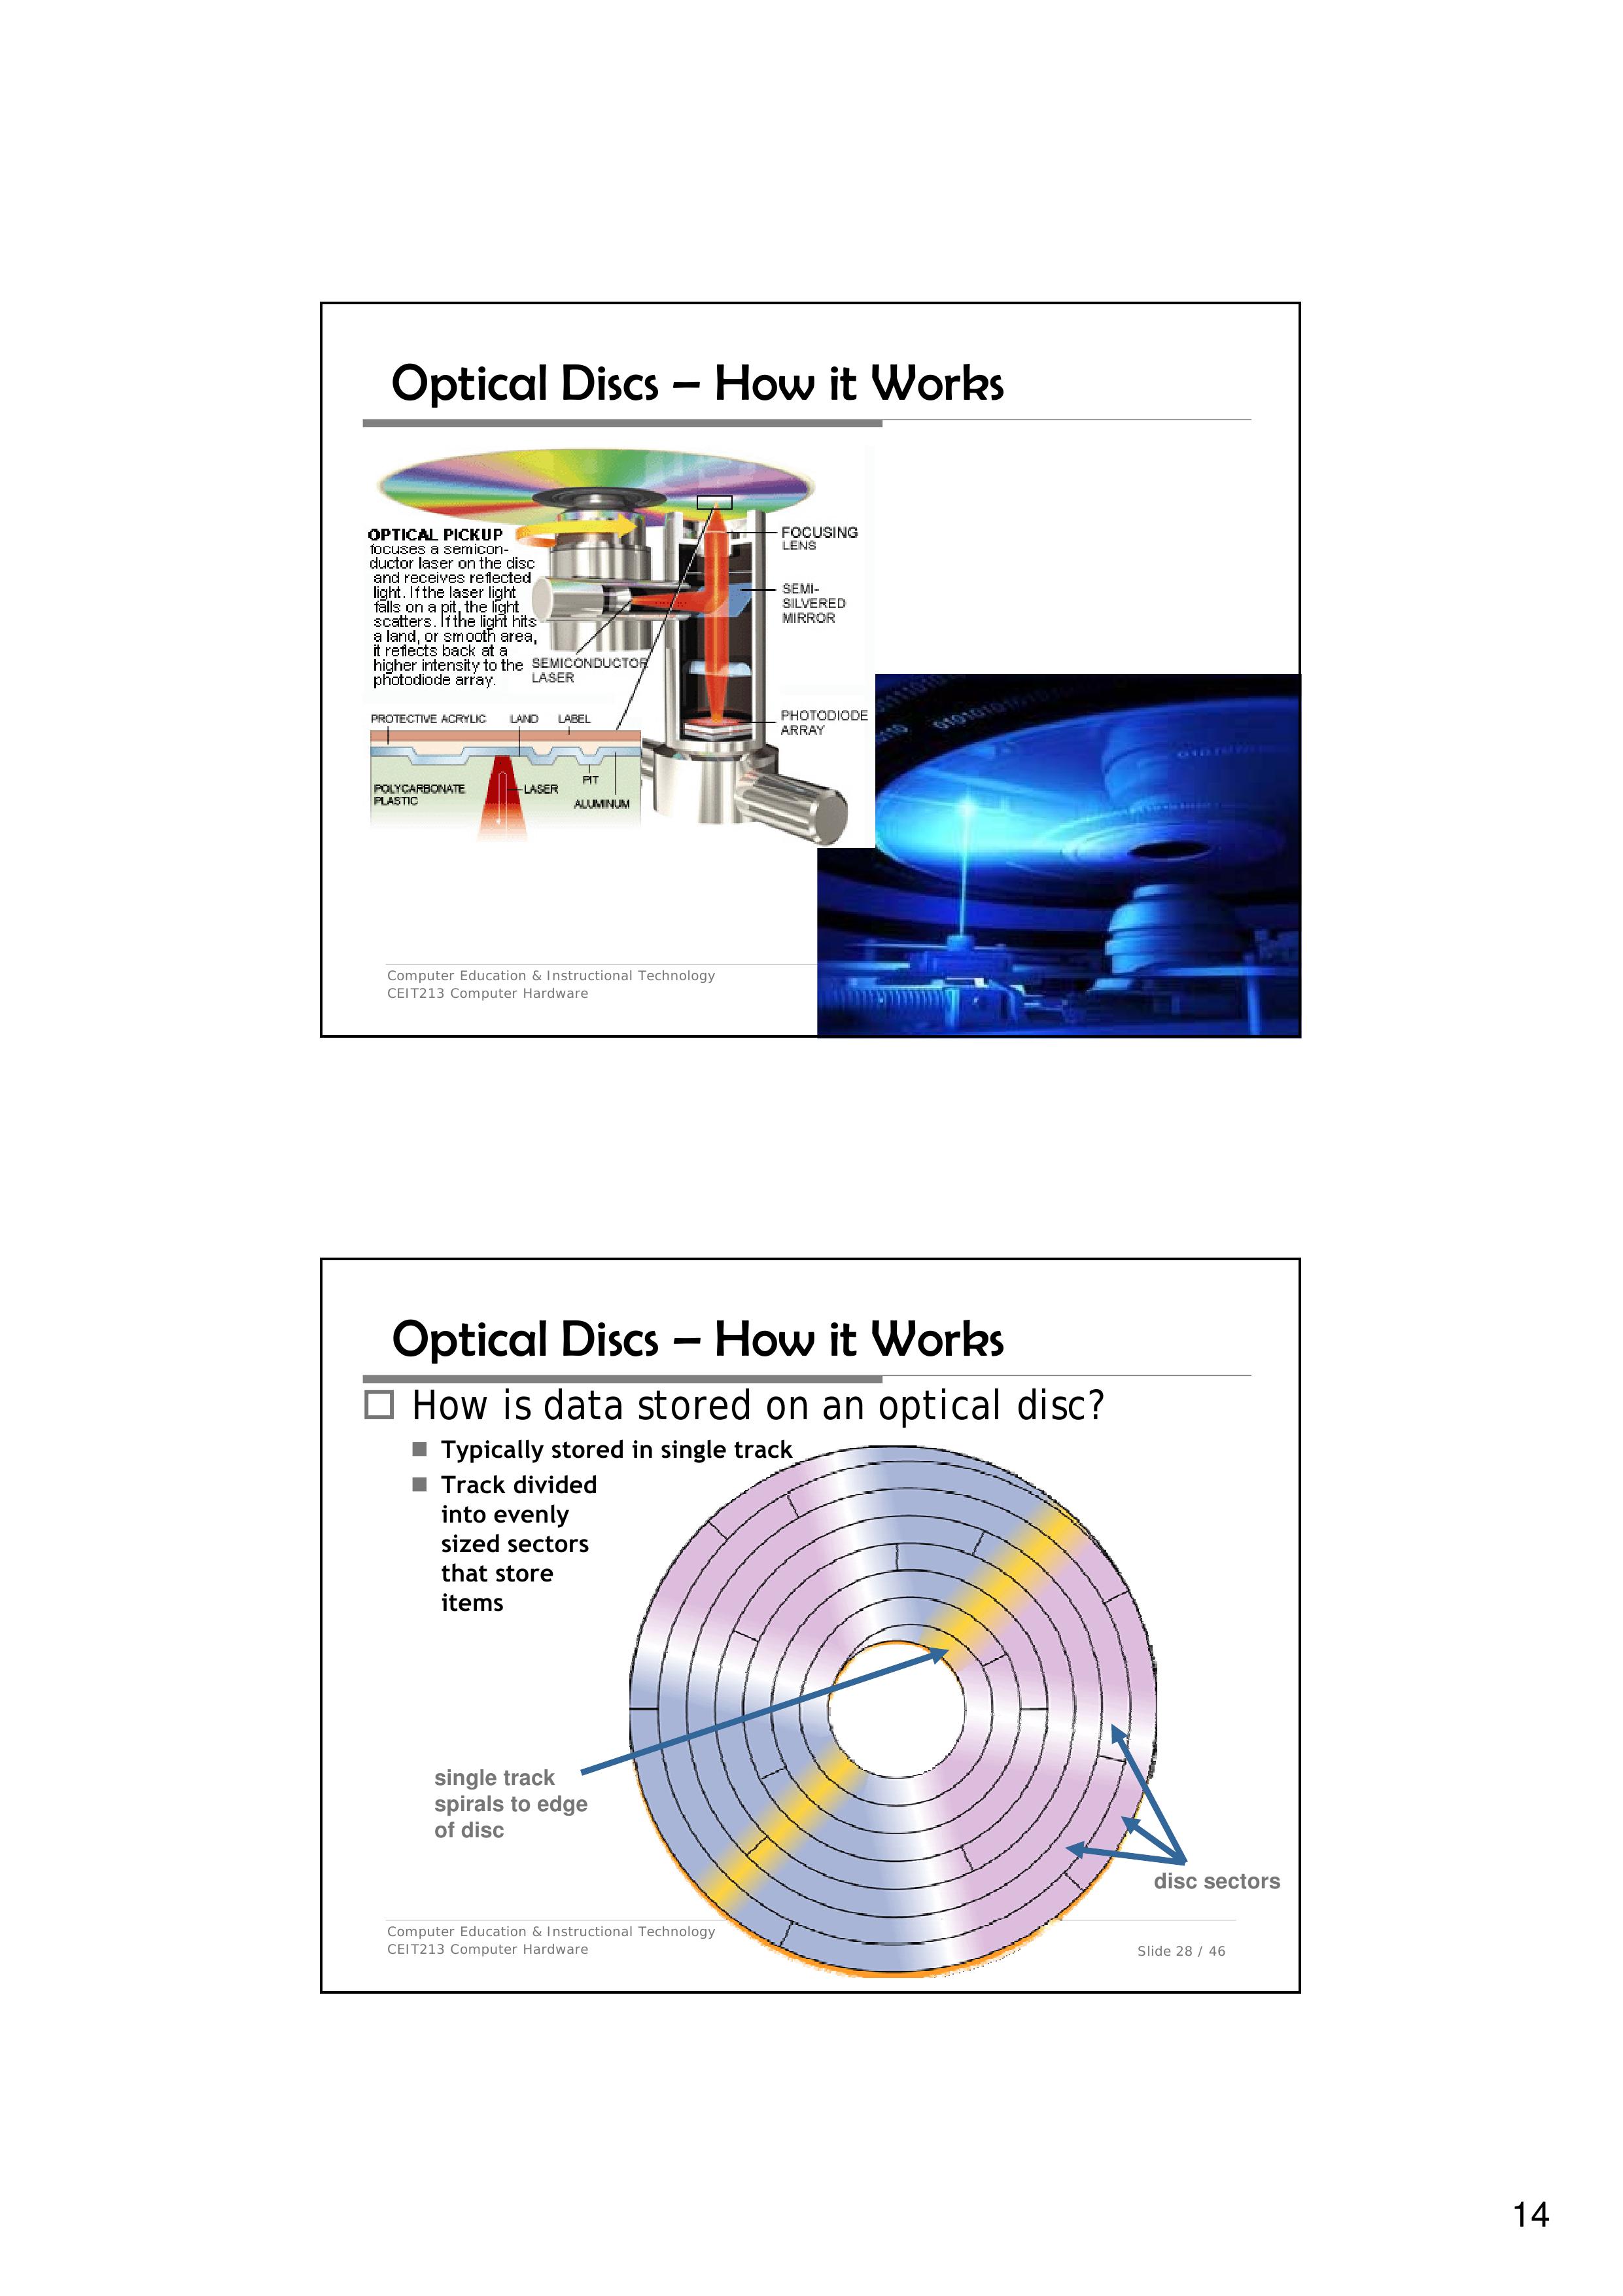 Optical Discs – How it Works
OPTICAL PICKUP
focuses a semicon-
ductor laser on the disc
and receives reflected
light. If the laser light
falls on a pit, the light
scatters. If the light hits
a land, or smooth area,
it reflects back at a
higher intensity to the
photodiode array.
FOCUSING
LENS
SEMI-
SILVERED
MIRROR
SEMICONDUCTOR
LASER
PHOTODIODE
ARRAY
PROTECTIVE ACRYLIC LAND LABEL
PIT
POLYCARBONATE
PLASTIC
LASER
ALUMINUM
Computer Education & Instructional Technology
CEIT213 Computer Hardware
Optical Discs – How it Works
How is data stored on an optical disc?
Typically stored in single track
Track divided
into evenly
sized sectors
that store
items
single track
spirals to edge
of disc
disc sectors
Computer Education & Instructional Technology
CEIT213 Computer Hardware
Slide 28 / 46
14